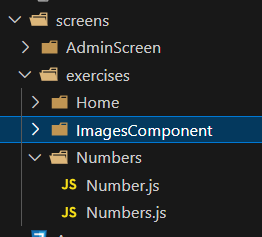 screens
AdminScreen
exercises
Home
ImagesComponent
Numbers
JS Number.js
JS Numbers.js